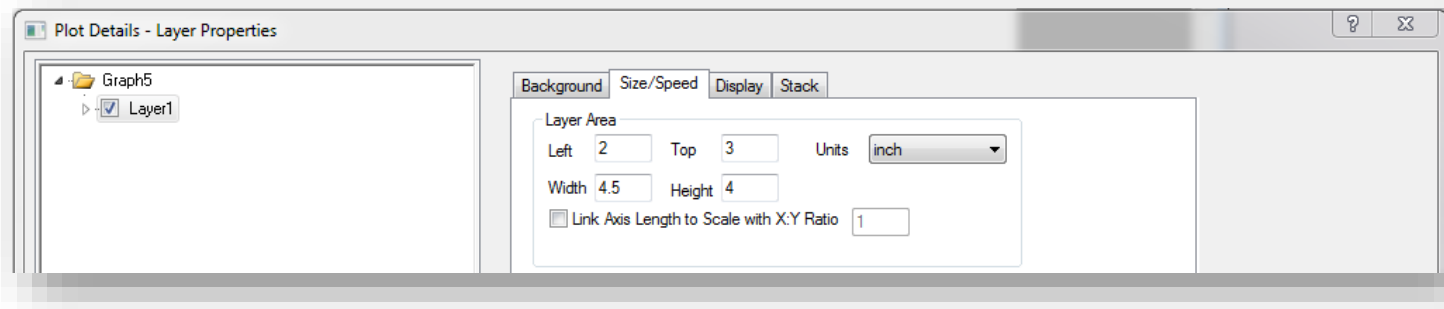 Plot Details - Layer Properties
Graph5
Layer1
Background Size/Speed Display Stack
Layer Area
Left 2 Top 3 Units inch
Width 4.5 Height 4
Link Axis Length to Scale with X:Y Ratio 1